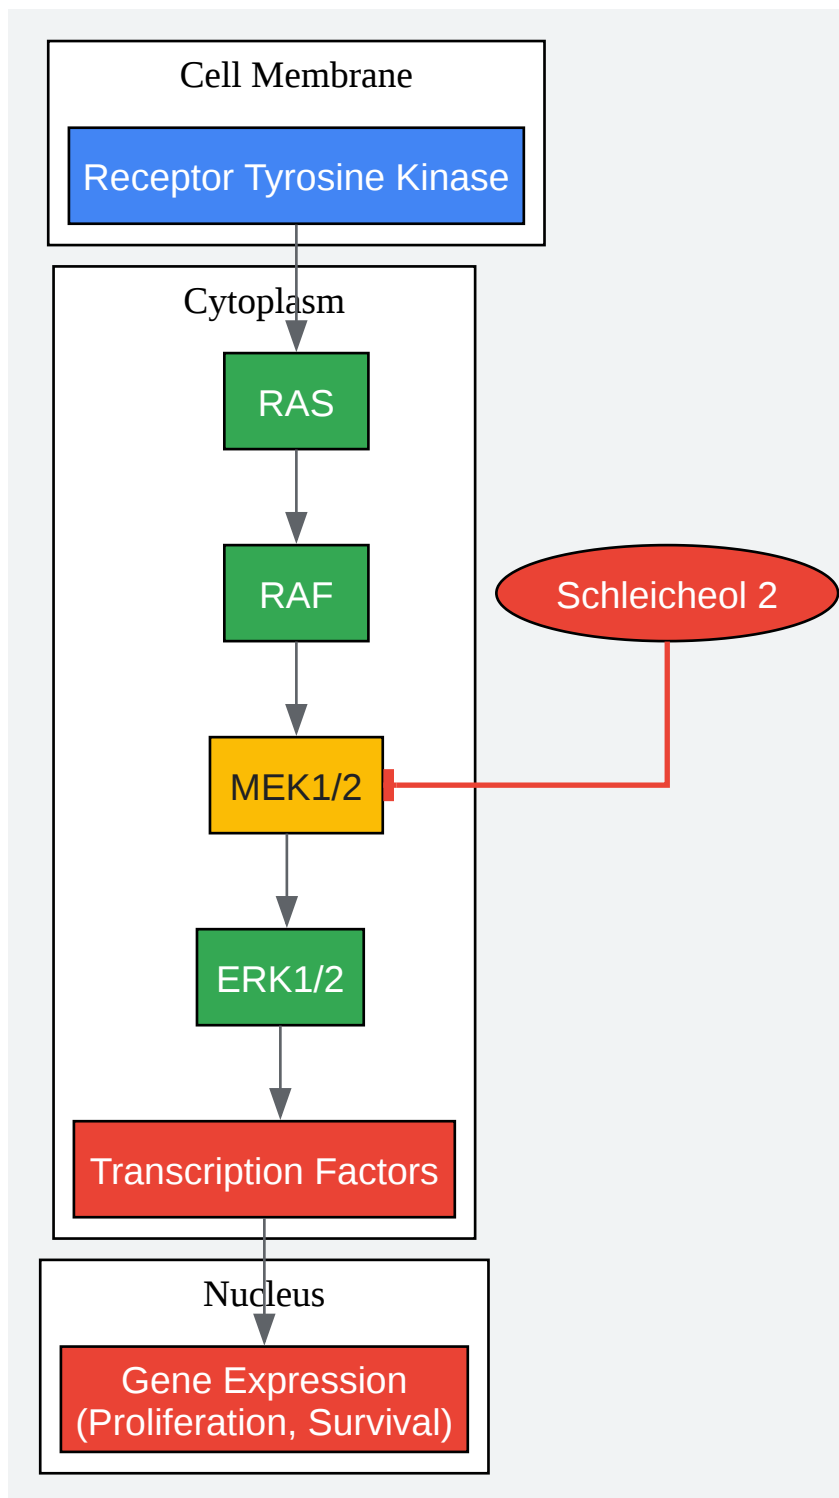 Cell Membrane
Receptor Tyrosine Kinase
Cytoplasm
RAS
RAF
Schleicheol 2
MEK1/2
ERK1/2
Transcription Factors
Nucleus
Gene Expression
(Proliferation, Survival)